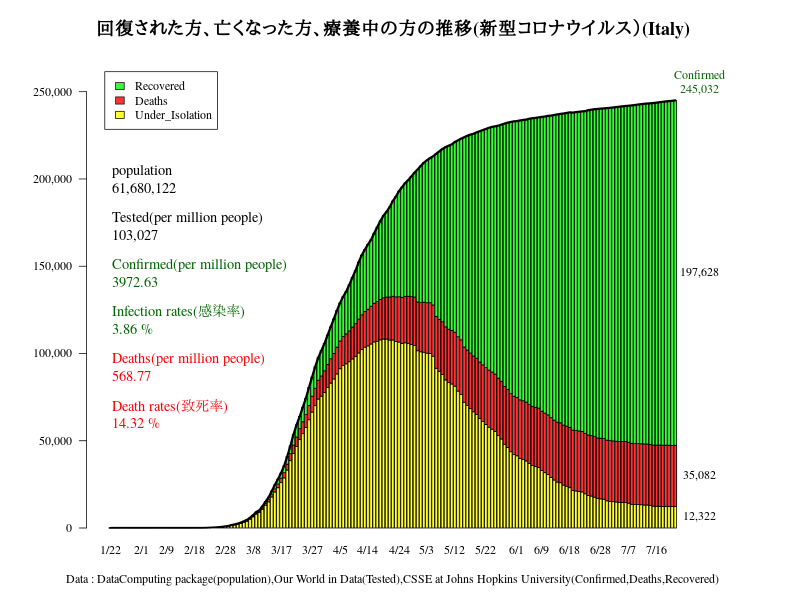 回復された方、亡くなった方、療養中の方の推移(新型コロナウイルス）(Italy)
Confirmed
245,032
Recovered
Deaths
Under_Isolation
250,000
200,000
150,000
100,000
50,000
0
population
61,680,122
Tested(per million people)
103,027
Confirmed(per million people)
3972.63
Infection rates(感染率)
3.86 %
Deaths(per million people)
568.77
Death rates(致死率)
14.32 %
197,628
35,082
12,322
1/22 2/1 2/9 2/18 2/28 3/8 3/17 3/27 4/5 4/14 4/24 5/3 5/12 5/22 6/1 6/9 6/18 6/28 7/7 7/16
Data : DataComputing package(population),Our World in Data(Tested),CSSE at Johns Hopkins University(Confirmed,Deaths,Recovered)